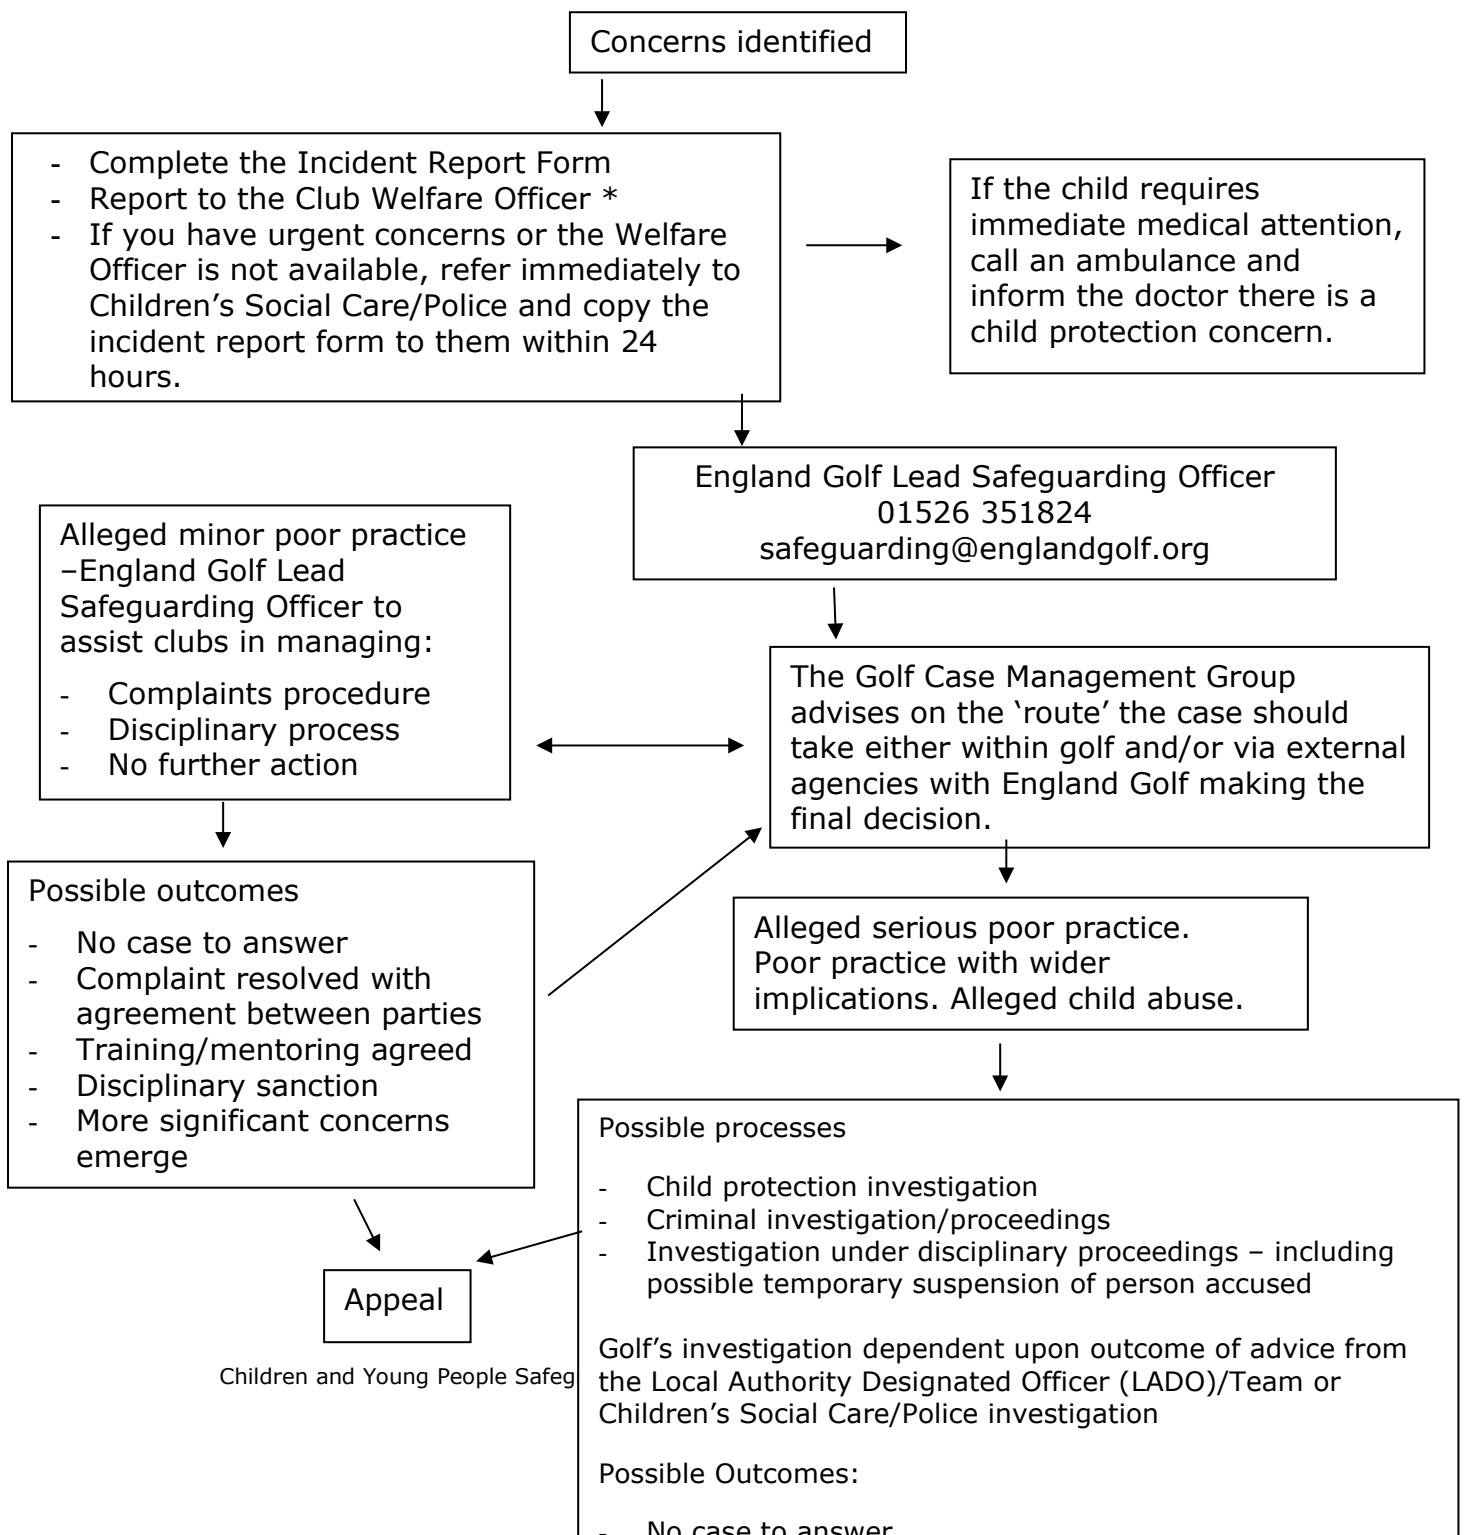 Concerns identified
- Complete the Incident Report Form
- Report to the Club Welfare Officer *
- If you have urgent concerns or the Welfare
Officer is not available, refer immediately to
Children’s Social Care/Police and copy the
incident report form to them within 24
hours.
If the child requires
immediate medical attention,
call an ambulance and
inform the doctor there is a
child protection concern.
England Golf Lead Safeguarding Officer
01526 351824
safeguarding@englandgolf.org
Alleged minor poor practice
–England Golf Lead
Safeguarding Officer to
assist clubs in managing:
- Complaints procedure
- Disciplinary process
- No further action
The Golf Case Management Group
advises on the ‘route’ the case should
take either within golf and/or via external
agencies with England Golf making the
final decision.
Possible outcomes
- No case to answer
- Complaint resolved with
agreement between parties
- Training/mentoring agreed
- Disciplinary sanction
- More significant concerns
emerge
Alleged serious poor practice.
Poor practice with wider
implications. Alleged child abuse.
Possible processes
- Child protection investigation
- Criminal investigation/proceedings
- Investigation under disciplinary proceedings – including
possible temporary suspension of person accused
Golf’s investigation dependent upon outcome of advice from
the Local Authority Designated Officer (LADO)/Team or
Children’s Social Care/Police investigation
Possible Outcomes:
- No case to answer
Appeal
Children and Young People Safeg